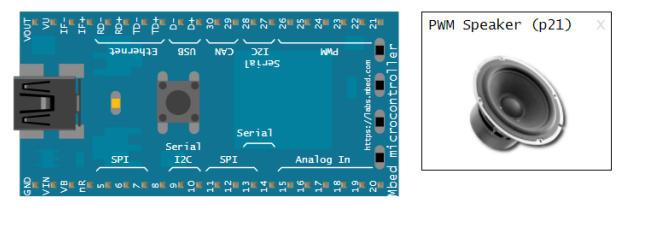 VOUT VU IF- IF+ RD- RD+ TD- TD+ D- D+ 30 29 28 27 26 25 24 23 22 21
Ethernet USB CAN I2C PWM
Serial
PWM Speaker (p21) X
https://labs.mbed.com
Mbed microcontroller
Serial
Serial
SPI I2C SPI Analog In
GND VIN VB nR 5 6 7 8 9 10 11 12 13 14 15 16 17 18 19 20